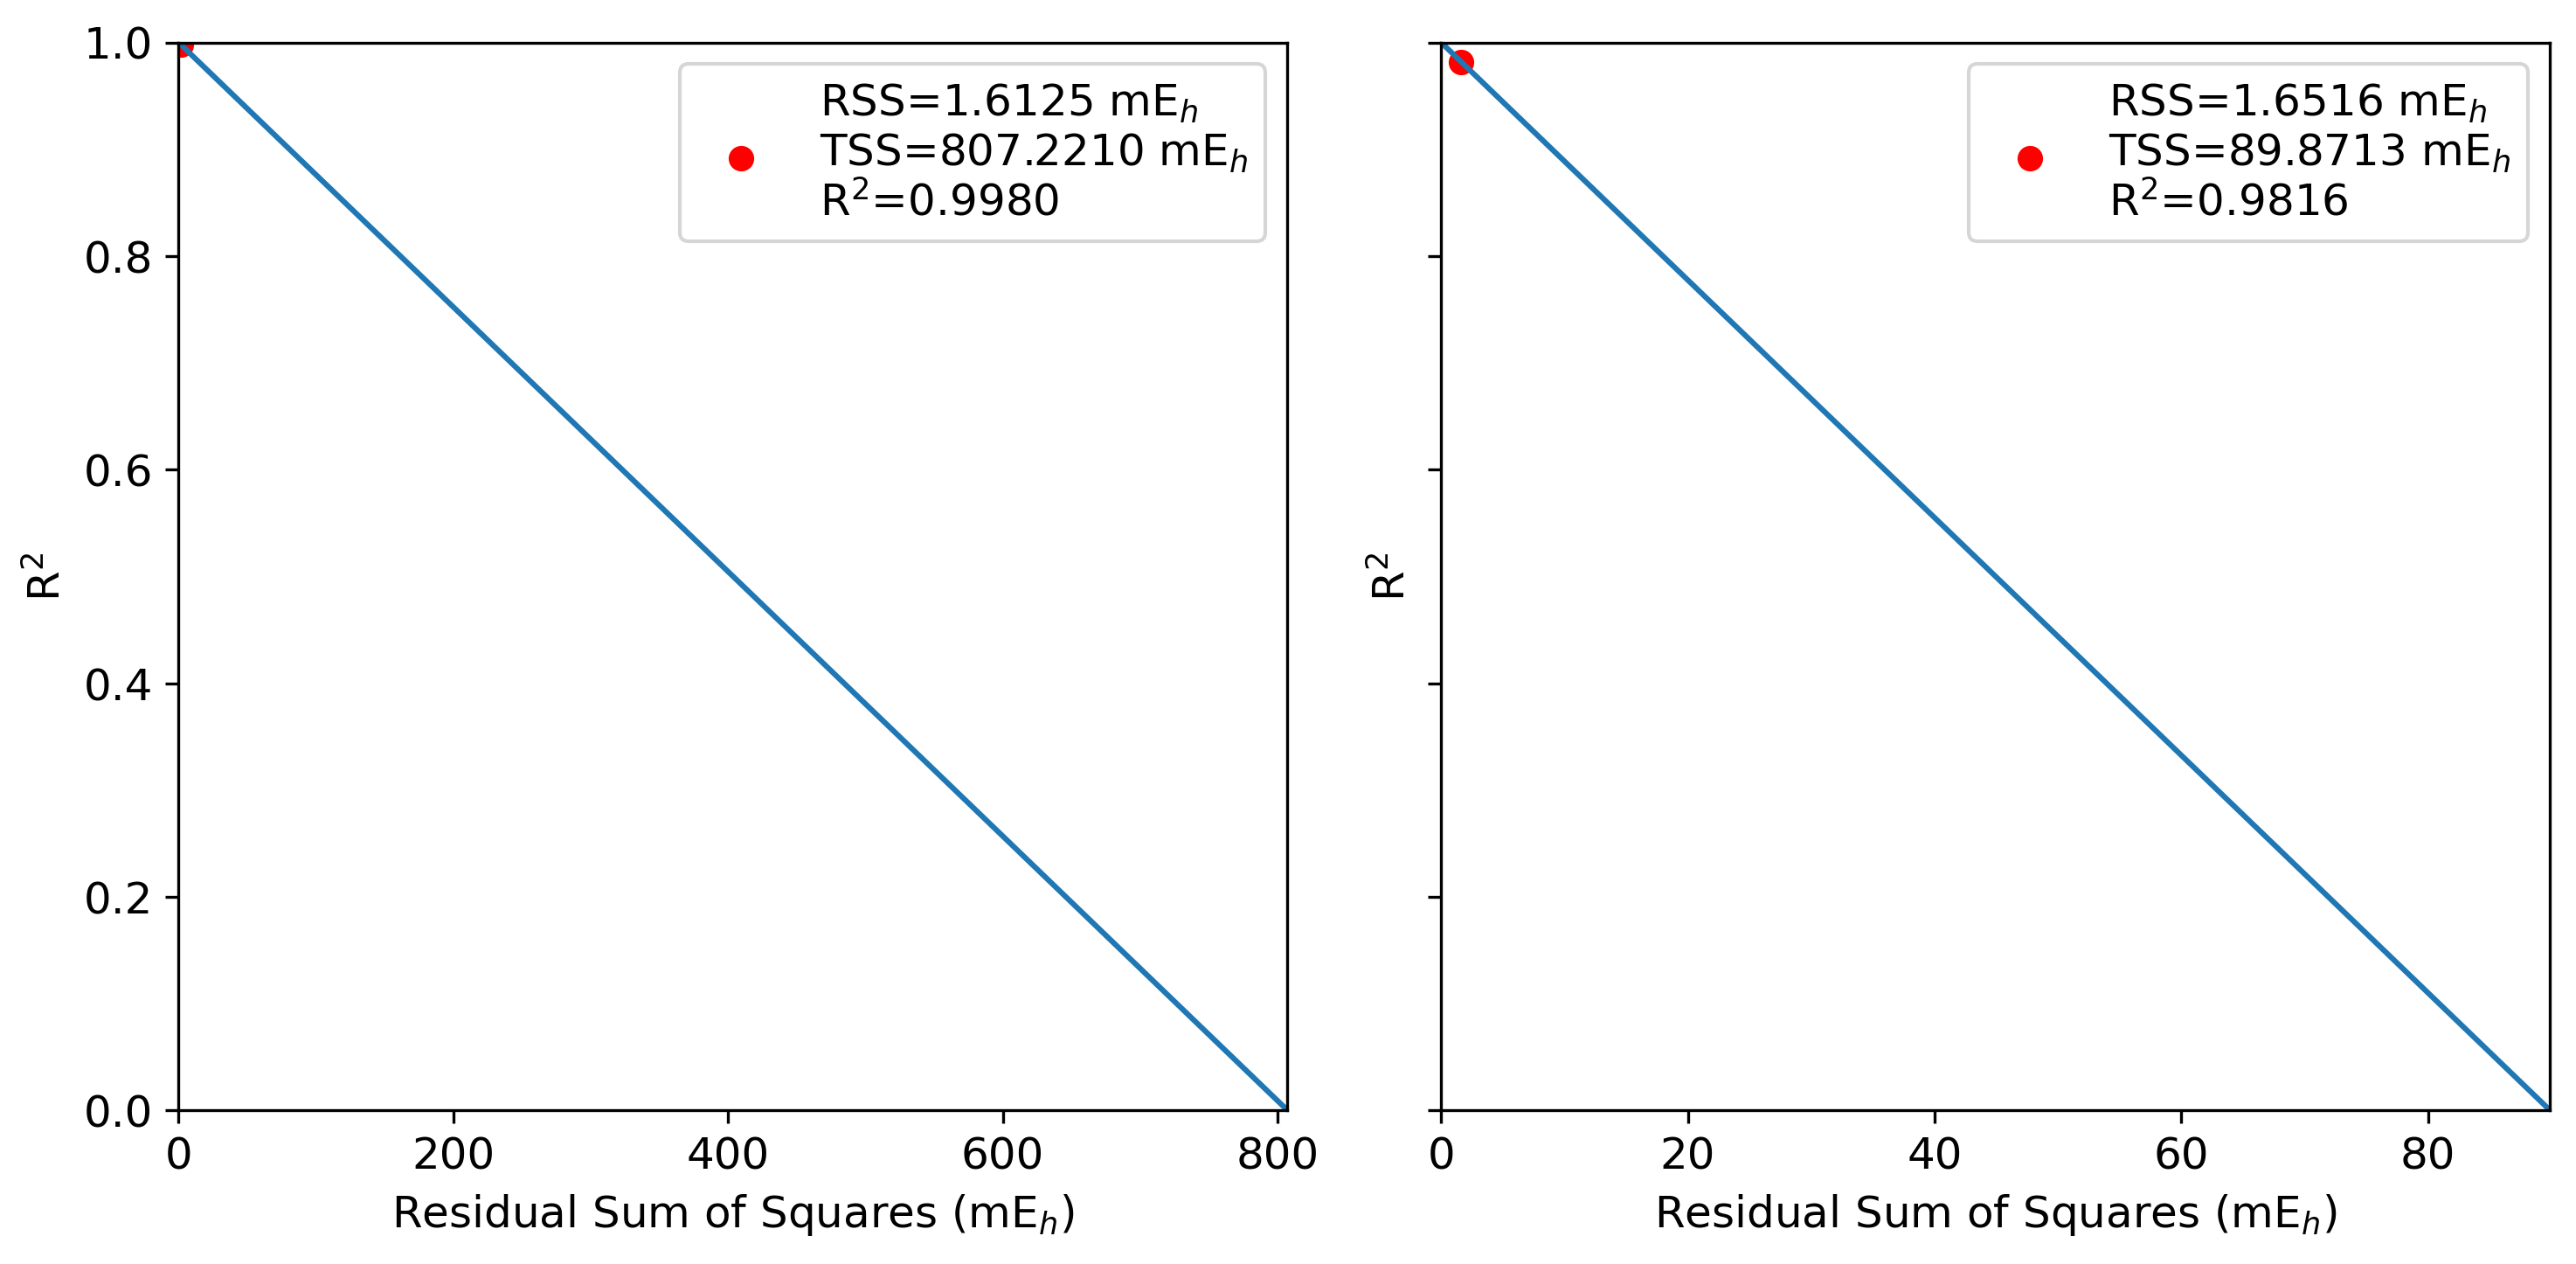 1.0
0.8
0.6
0.4
0.2
0.0
R²
0 200 400 600 800
Residual Sum of Squares (mEₕ)
RSS=1.6125 mEₕ
TSS=807.2210 mEₕ
R²=0.9980
R²
0 20 40 60 80
Residual Sum of Squares (mEₕ)
RSS=1.6516 mEₕ
TSS=89.8713 mEₕ
R²=0.9816